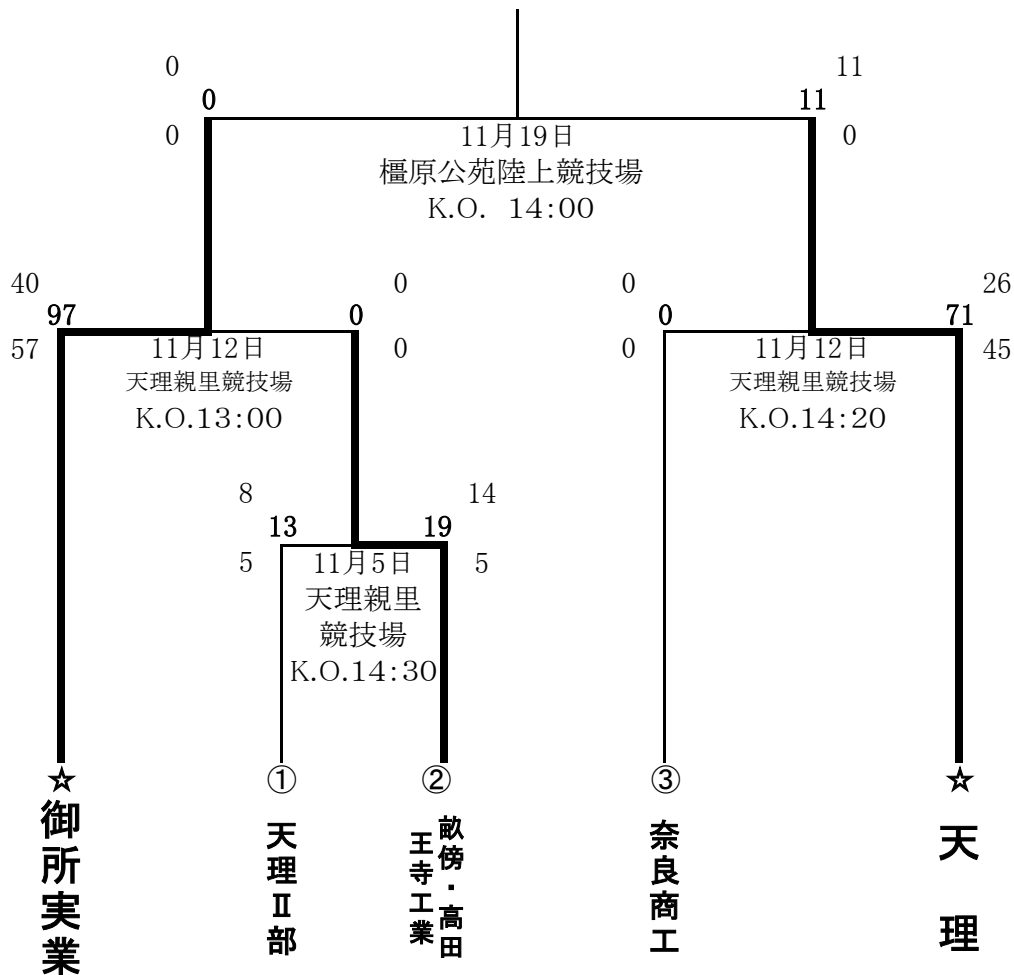 0
11
0
11
0
0
11月19日
橿原公苑陸上競技場
K.O. 14:00
40
0
0
26
97
0
0
71
57
0
0
45
11月12日
天理親里競技場
K.O.13:00
11月12日
天理親里競技場
K.O.14:20
8
14
13
19
5
5
11月5日
天理親里
競技場
K.O.14:30
☆
御所実業
①
天理Ⅱ部
②
畝傍・高田
王寺工業
③
奈良商工
☆
天理